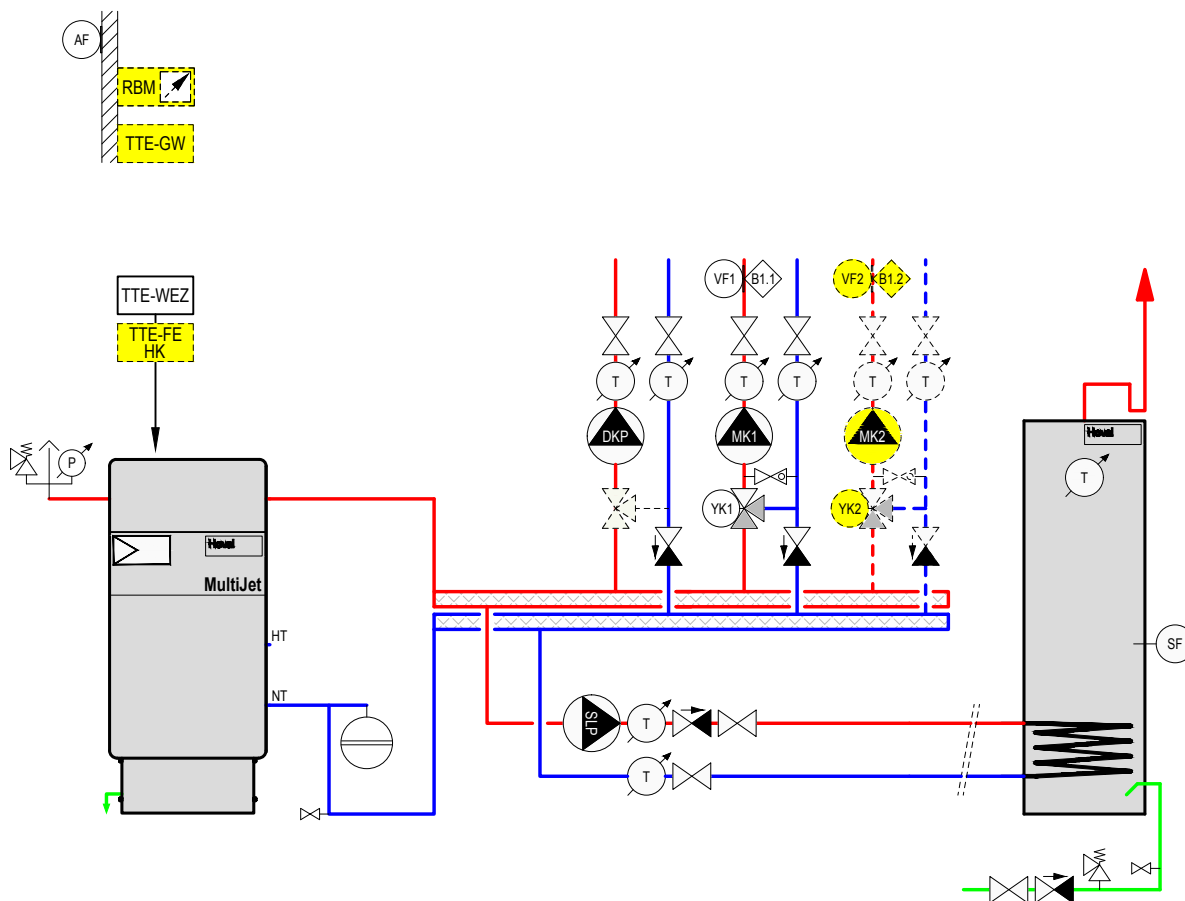 AF
RBM
TTE-GW
TTE-WEZ
TTE-FE
HK
VF1
B1.1
VF2
B1.2
T
T
T
T
T
T
DKP
MK1
MK2
Hoval
T
P
YK1
YK2
Hoval
MultiJet
HT
SF
NT
SLP
T
T